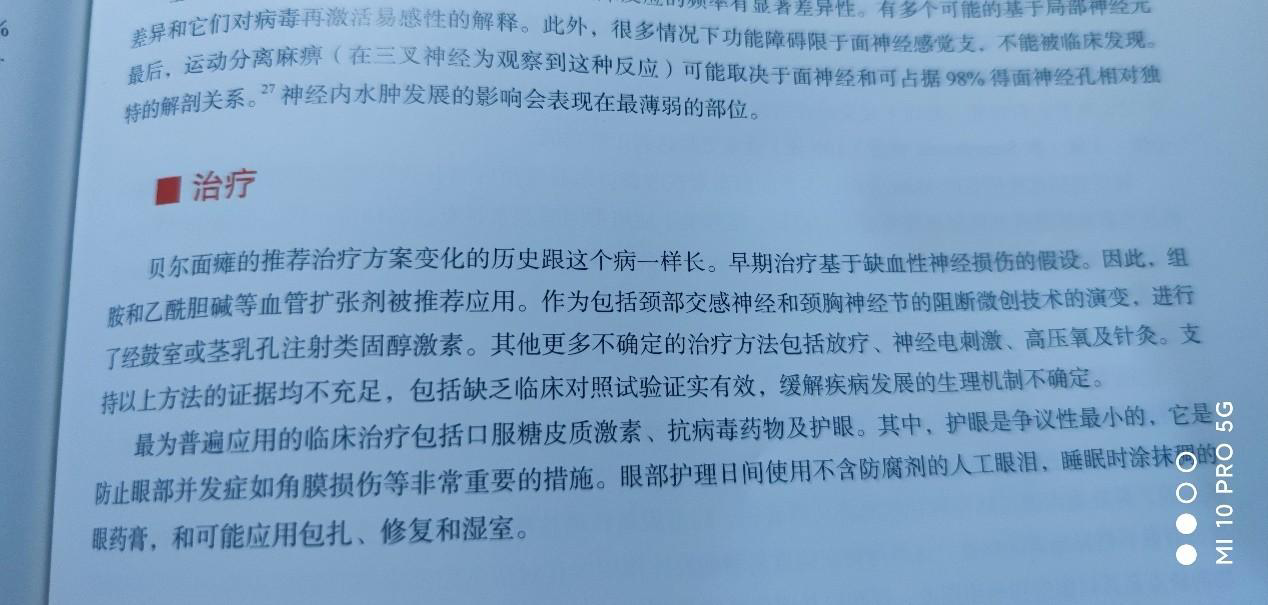 的频率有显著差异性。有多个可能的基于局部神经元
差异和它们对病毒再激活易感性的解释。此外，很多情况下功能障碍限于面神经感觉支，不能被临床发现。
最后，运动分离麻痹（在三叉神经为观察到这种反应）可能取决于面神经和可占据 98% 得面神经孔相对独
特的解剖关系。27 神经内水肿发展的影响会表现在最薄弱的部位。
■ 治疗
贝尔面瘫的推荐治疗方案变化的历史跟这个病一样长。早期治疗基于缺血性神经损伤的假设。因此，组
胺和乙酰胆碱等血管扩张剂被推荐应用。作为包括颈部交感神经和颈胸神经节的阻断微创技术的演变，进行
了经鼓室或茎乳孔注射类固醇激素。其他更多不确定的治疗方法包括放疗、神经电刺激、高压氧及针灸。支
持以上方法的证据均不充足，包括缺乏临床对照试验证实有效，缓解疾病发展的生理机制不确定。
最为普遍应用的临床治疗包括口服糖皮质激素、抗病毒药物及护眼。其中，护眼是争议性最小的，它是
防止眼部并发症如角膜损伤等非常重要的措施。眼部护理日间使用不含防腐剂的人工眼泪，睡眠时涂抹的
眼药膏，和可能应用包扎、修复和湿室。
%
MI 10 PRO 5G